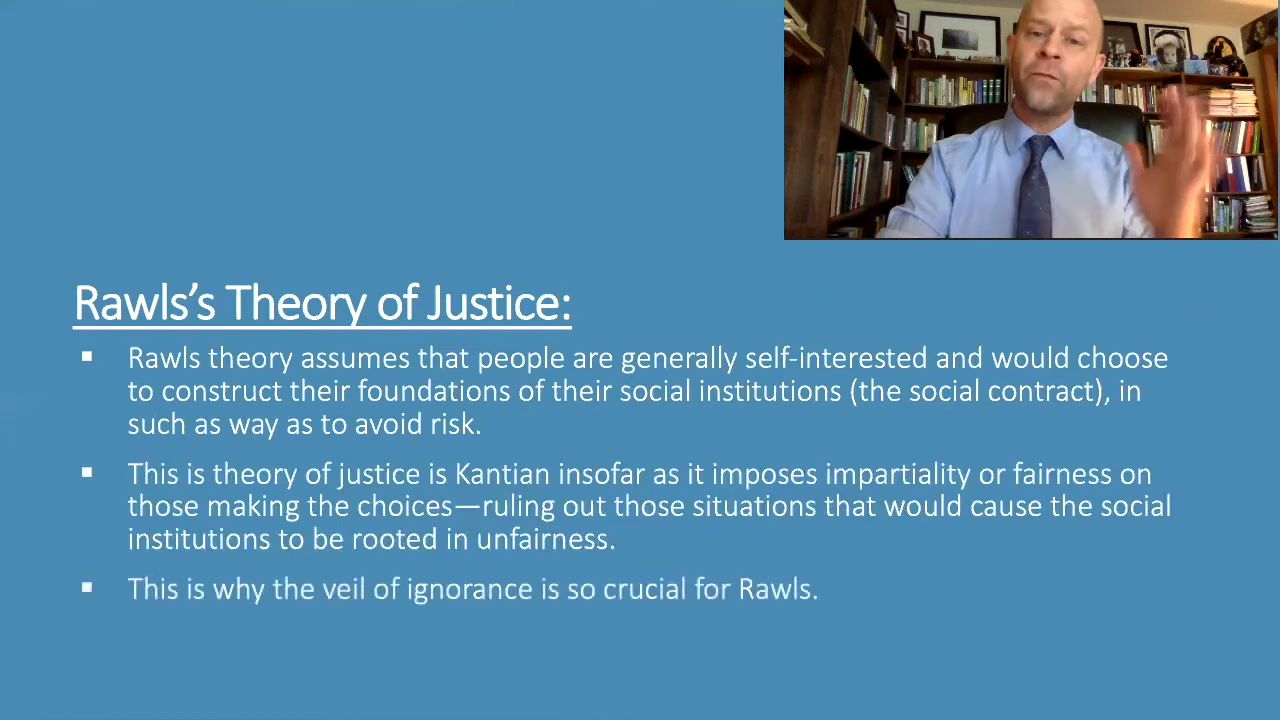 Rawls’s Theory of Justice:
▪ Rawls theory assumes that people are generally self-interested and would choose
to construct their foundations of their social institutions (the social contract), in
such as way as to avoid risk.
▪ This is theory of justice is Kantian insofar as it imposes impartiality or fairness on
those making the choices—ruling out those situations that would cause the social
institutions to be rooted in unfairness.
▪ This is why the veil of ignorance is so crucial for Rawls.